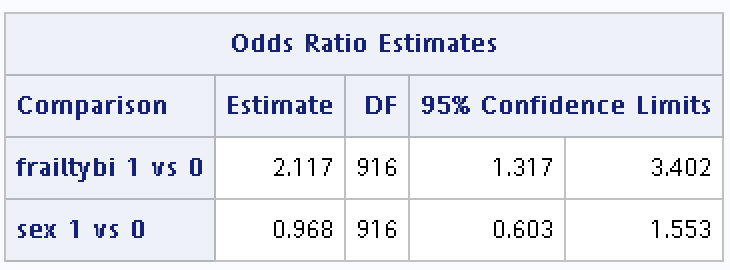 Odds Ratio Estimates
Comparison Estimate DF 95% Confidence Limits
frailtybi 1 vs 0 2.117 916 1.317 3.402
sex 1 vs 0 0.968 916 0.603 1.553